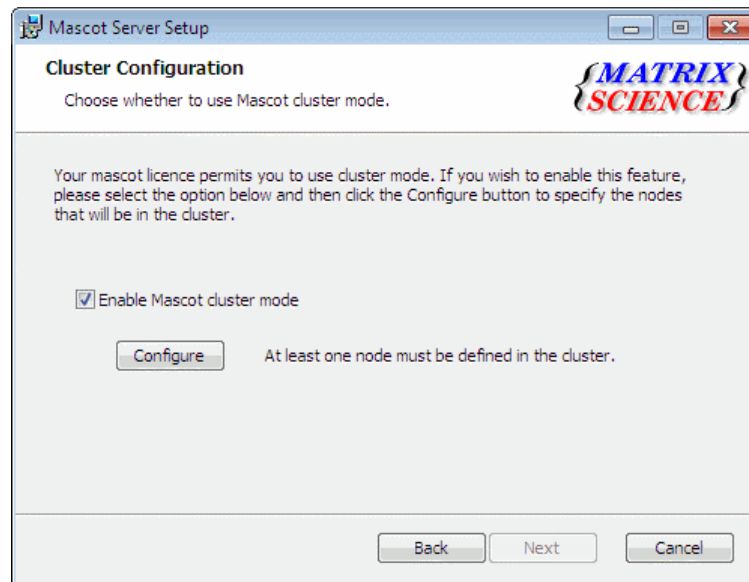 Mascot Server Setup
Cluster Configuration
Choose whether to use Mascot cluster mode.
{MATRIX}
{SCIENCE}
Your mascot licence permits you to use cluster mode. If you wish to enable this feature,
please select the option below and then click the Configure button to specify the nodes
that will be in the cluster.
Enable Mascot cluster mode
Configure At least one node must be defined in the cluster.
Back Next Cancel